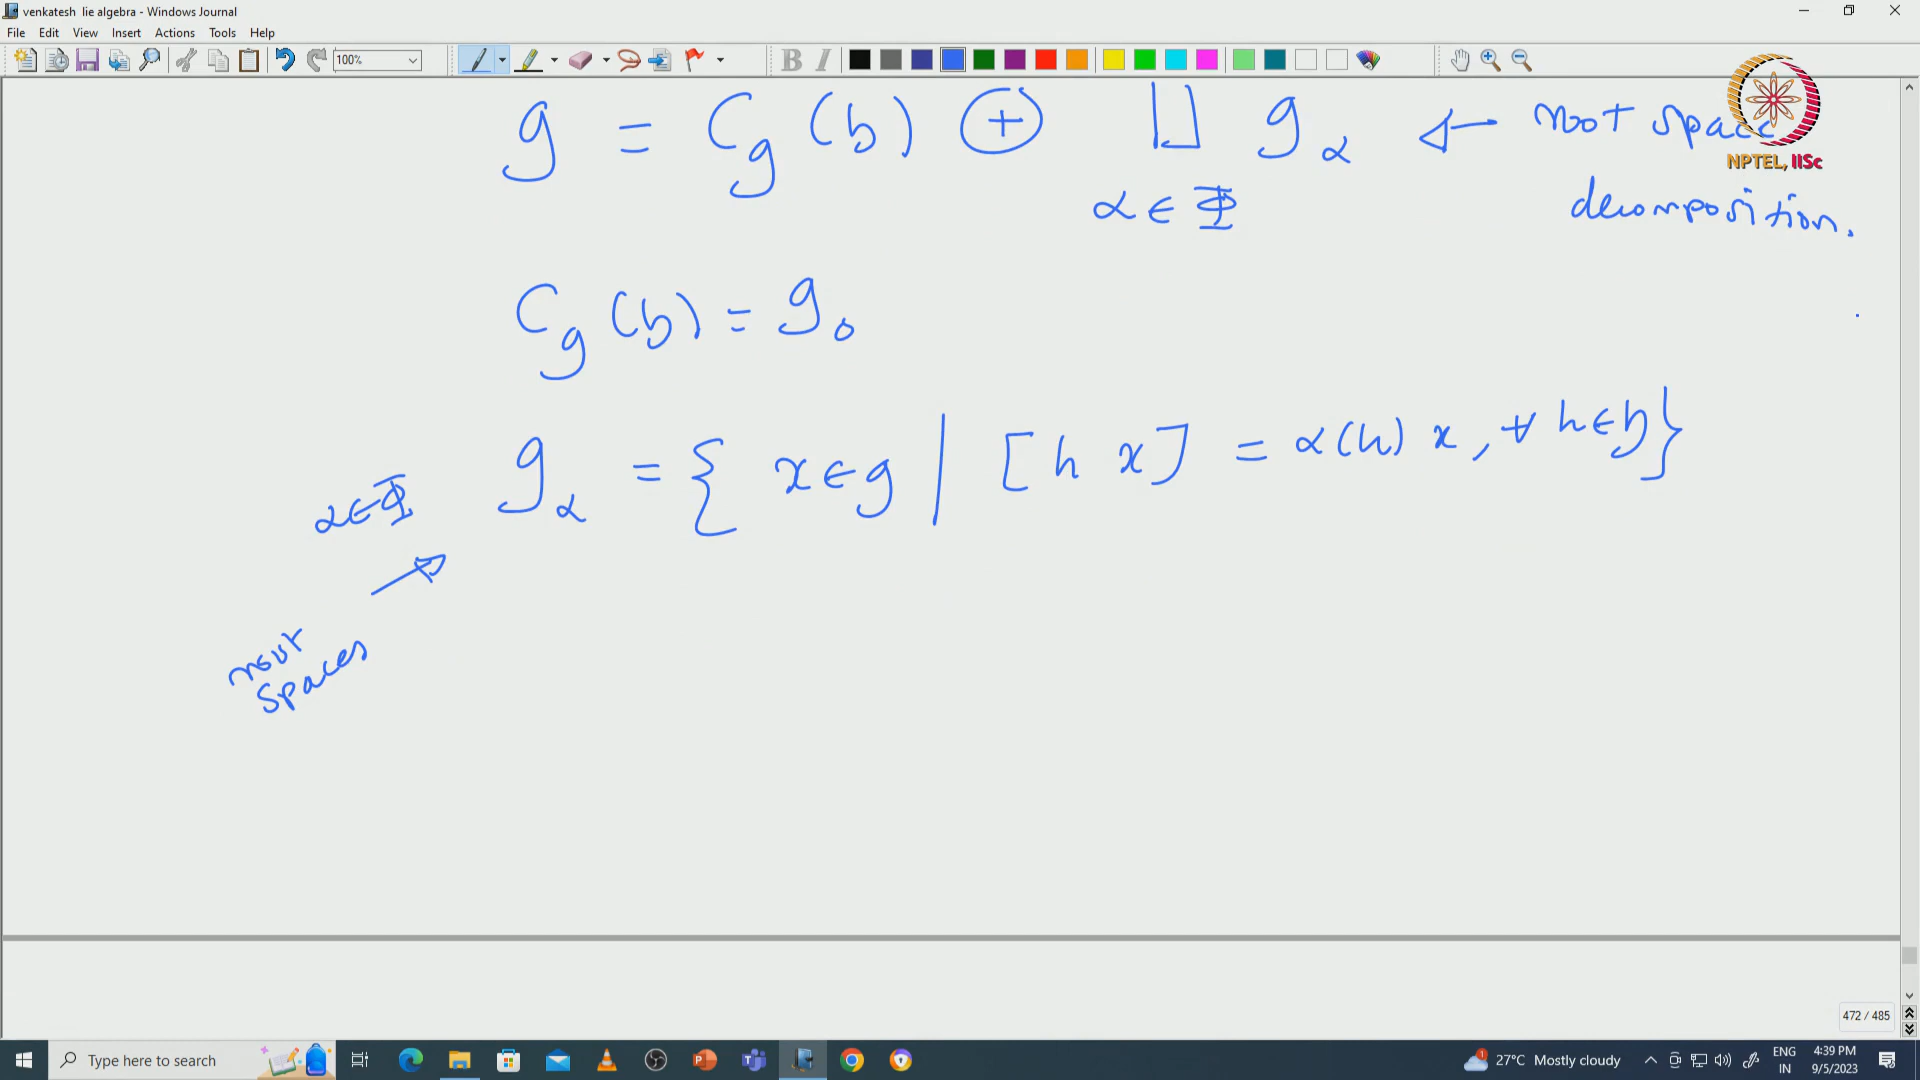 venkatesh lie algebra - Windows Journal
File Edit View Insert Actions Tools Help
100%
B I
g = C_g (h) ⊕ ∐ g_α ← root space
α ∈ Φ
decomposition.
NPTEL, IISc
C_g (h) = g_0
α ∈ Φ g_α = { x ∈ g | [h x] = α(h) x, ∀ h ∈ h }
root
spaces
472 / 485
Type here to search
27°C Mostly cloudy
ENG
IN
4:39 PM
9/5/2023